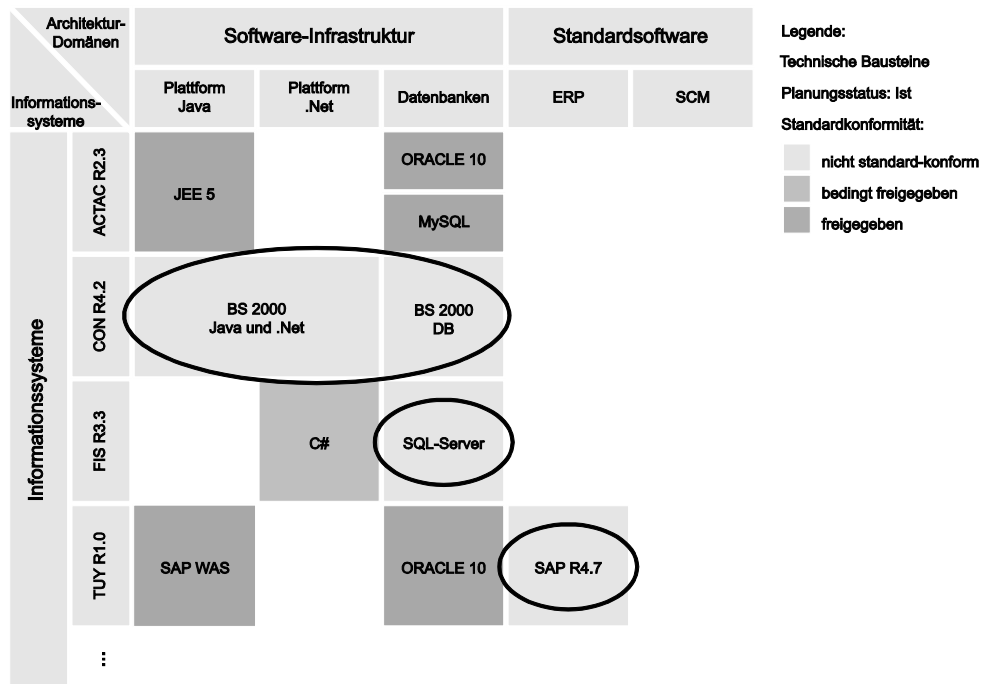 Architektur-
Domänen
Informations-
systeme
Software-Infrastruktur
Standardsoftware
Plattform
Java
Plattform
.Net
Datenbanken
ERP
SCM
Informationssysteme
ACTAC R2.3
JEE 5
ORACLE 10
MySQL
CON R4.2
BS 2000
Java und .Net
BS 2000
DB
FIS R3.3
C#
SQL-Server
TUY R1.0
SAP WAS
ORACLE 10
SAP R4.7
...
Legende:
Technische Bausteine
Planungsstatus: Ist
Standardkonformität:
nicht standard-konform
bedingt freigegeben
freigegeben